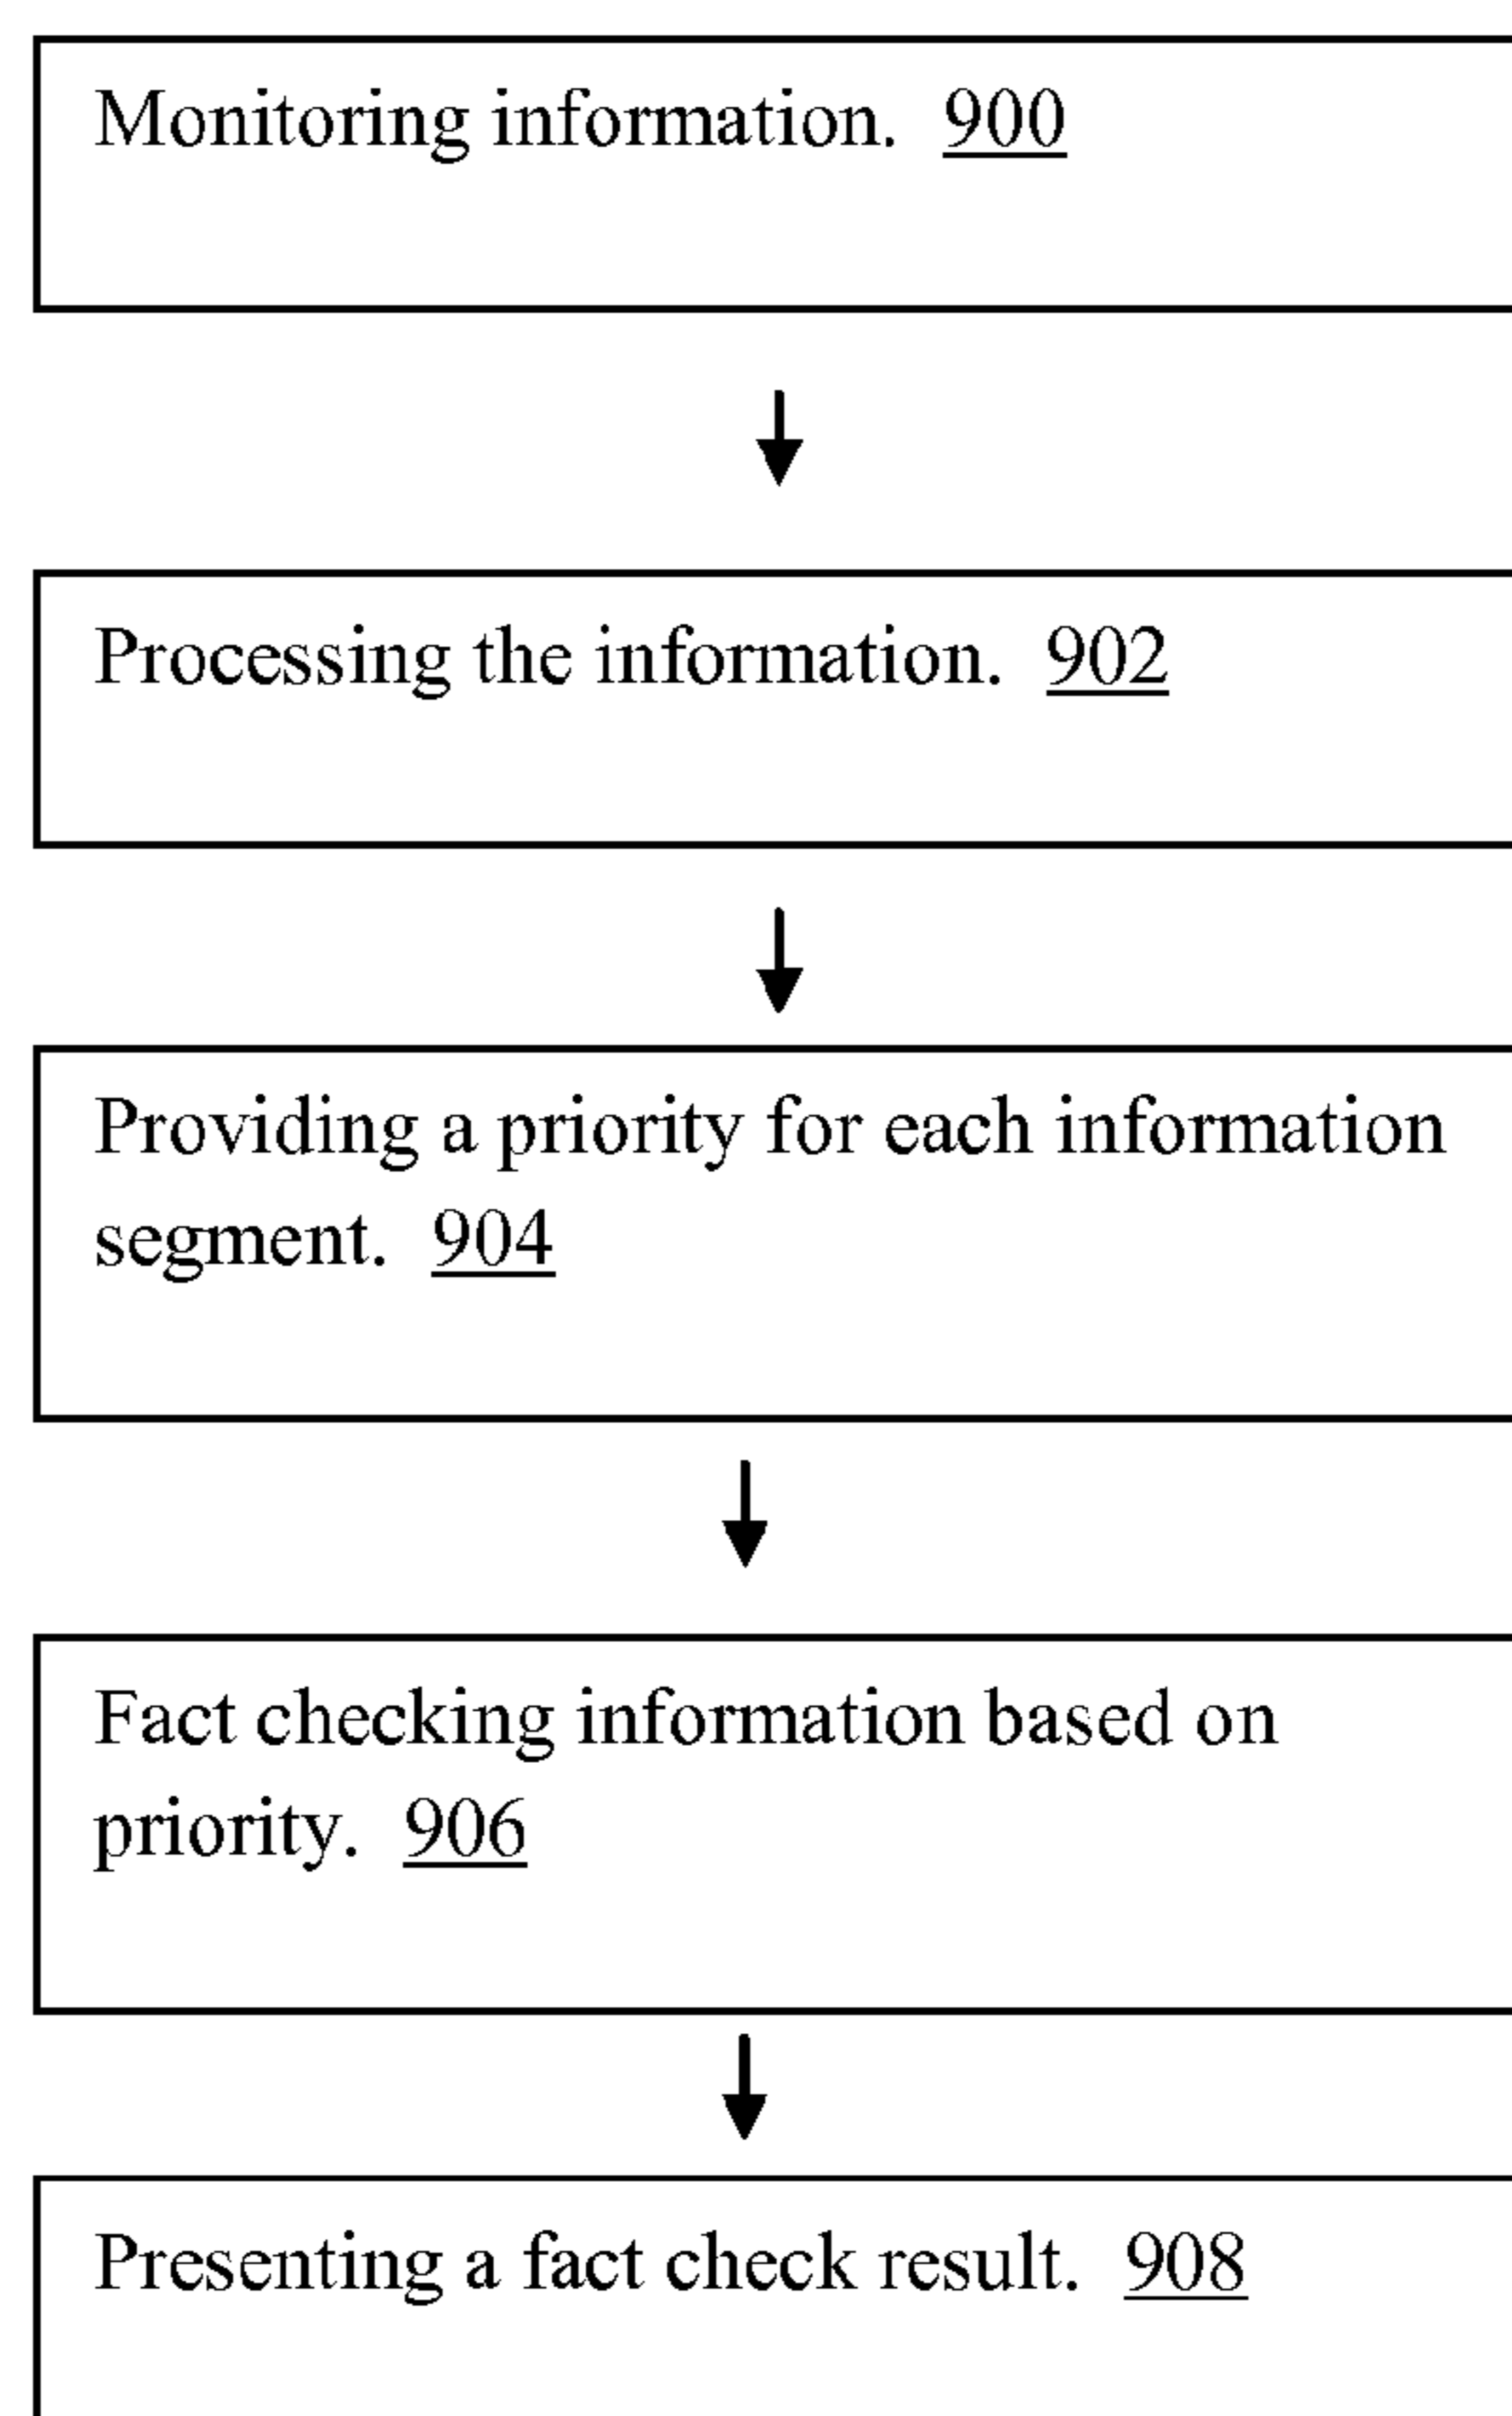 Monitoring information. 900
Processing the information. 902
Providing a priority for each information
segment. 904
Fact checking information based on
priority. 906
Presenting a fact check result. 908